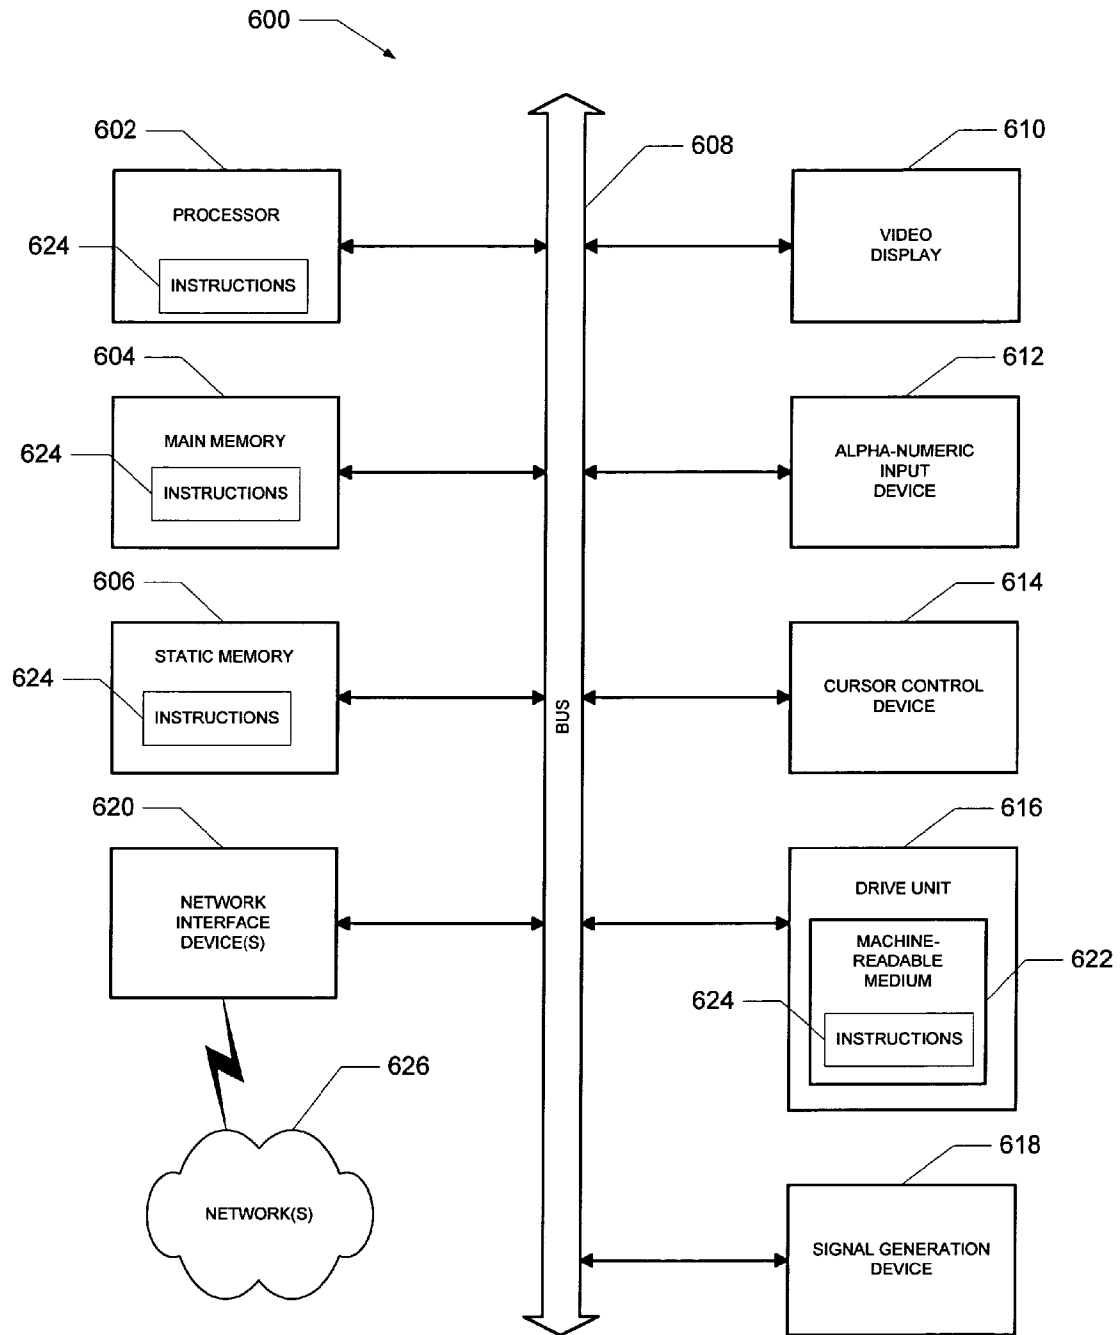 600
602
608
610
PROCESSOR
624
INSTRUCTIONS
VIDEO
DISPLAY
604
612
MAIN MEMORY
624
INSTRUCTIONS
ALPHA-NUMERIC
INPUT
DEVICE
606
614
STATIC MEMORY
624
INSTRUCTIONS
CURSOR CONTROL
DEVICE
BUS
620
616
NETWORK
INTERFACE
DEVICE(S)
DRIVE UNIT
MACHINE-
READABLE
MEDIUM
622
624
INSTRUCTIONS
626
NETWORK(S)
618
SIGNAL GENERATION
DEVICE